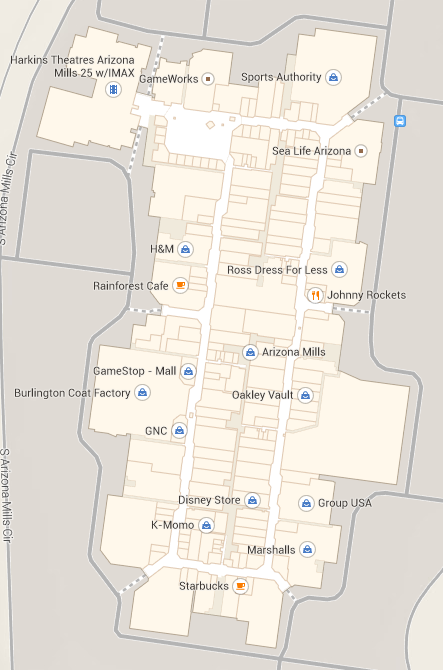 Harkins Theatres Arizona
Mills 25 w/IMAX
GameWorks
Sports Authority
Sea Life Arizona
S Arizona Mills Cir
H&M
Ross Dress For Less
Rainforest Cafe
Johnny Rockets
Arizona Mills
GameStop - Mall
Burlington Coat Factory
Oakley Vault
GNC
S Arizona Mills Cir
Disney Store
Group USA
K-Momo
Marshalls
Starbucks